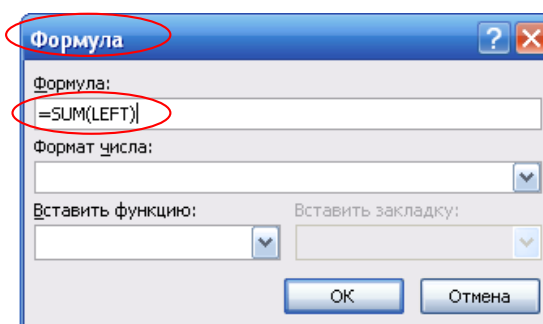 Формула
Формула:
=SUM(LEFT)
Формат числа:
Вставить функцию: Вставить закладку:
ОК Отмена